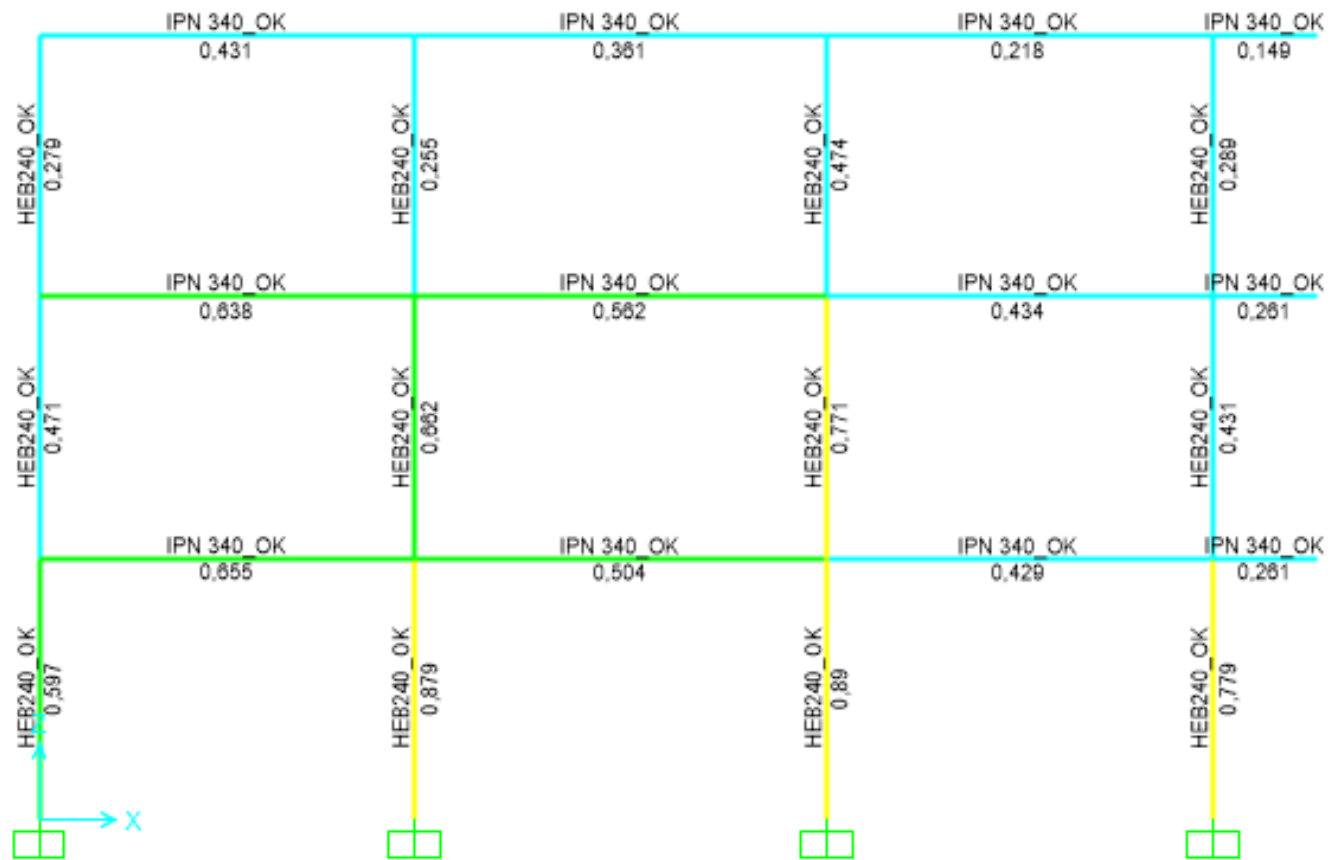 IPN 340_OK
IPN 340_OK
IPN 340_OK
IPN 340_OK
0,431
0,361
0,218
0,149
HEB240_OK
0,279
HEB240_OK
0,255
HEB240_OK
0,474
HEB240_OK
0,289
IPN 340_OK
IPN 340_OK
IPN 340_OK
IPN 340_OK
0,638
0,562
0,434
0,261
HEB240_OK
0,471
HEB240_OK
0,662
HEB240_OK
0,771
HEB240_OK
0,431
IPN 340_OK
IPN 340_OK
IPN 340_OK
IPN 340_OK
0,655
0,504
0,429
0,261
HEB240_OK
0,597
HEB240_OK
0,879
HEB240_OK
0,89
HEB240_OK
0,779
Z
X